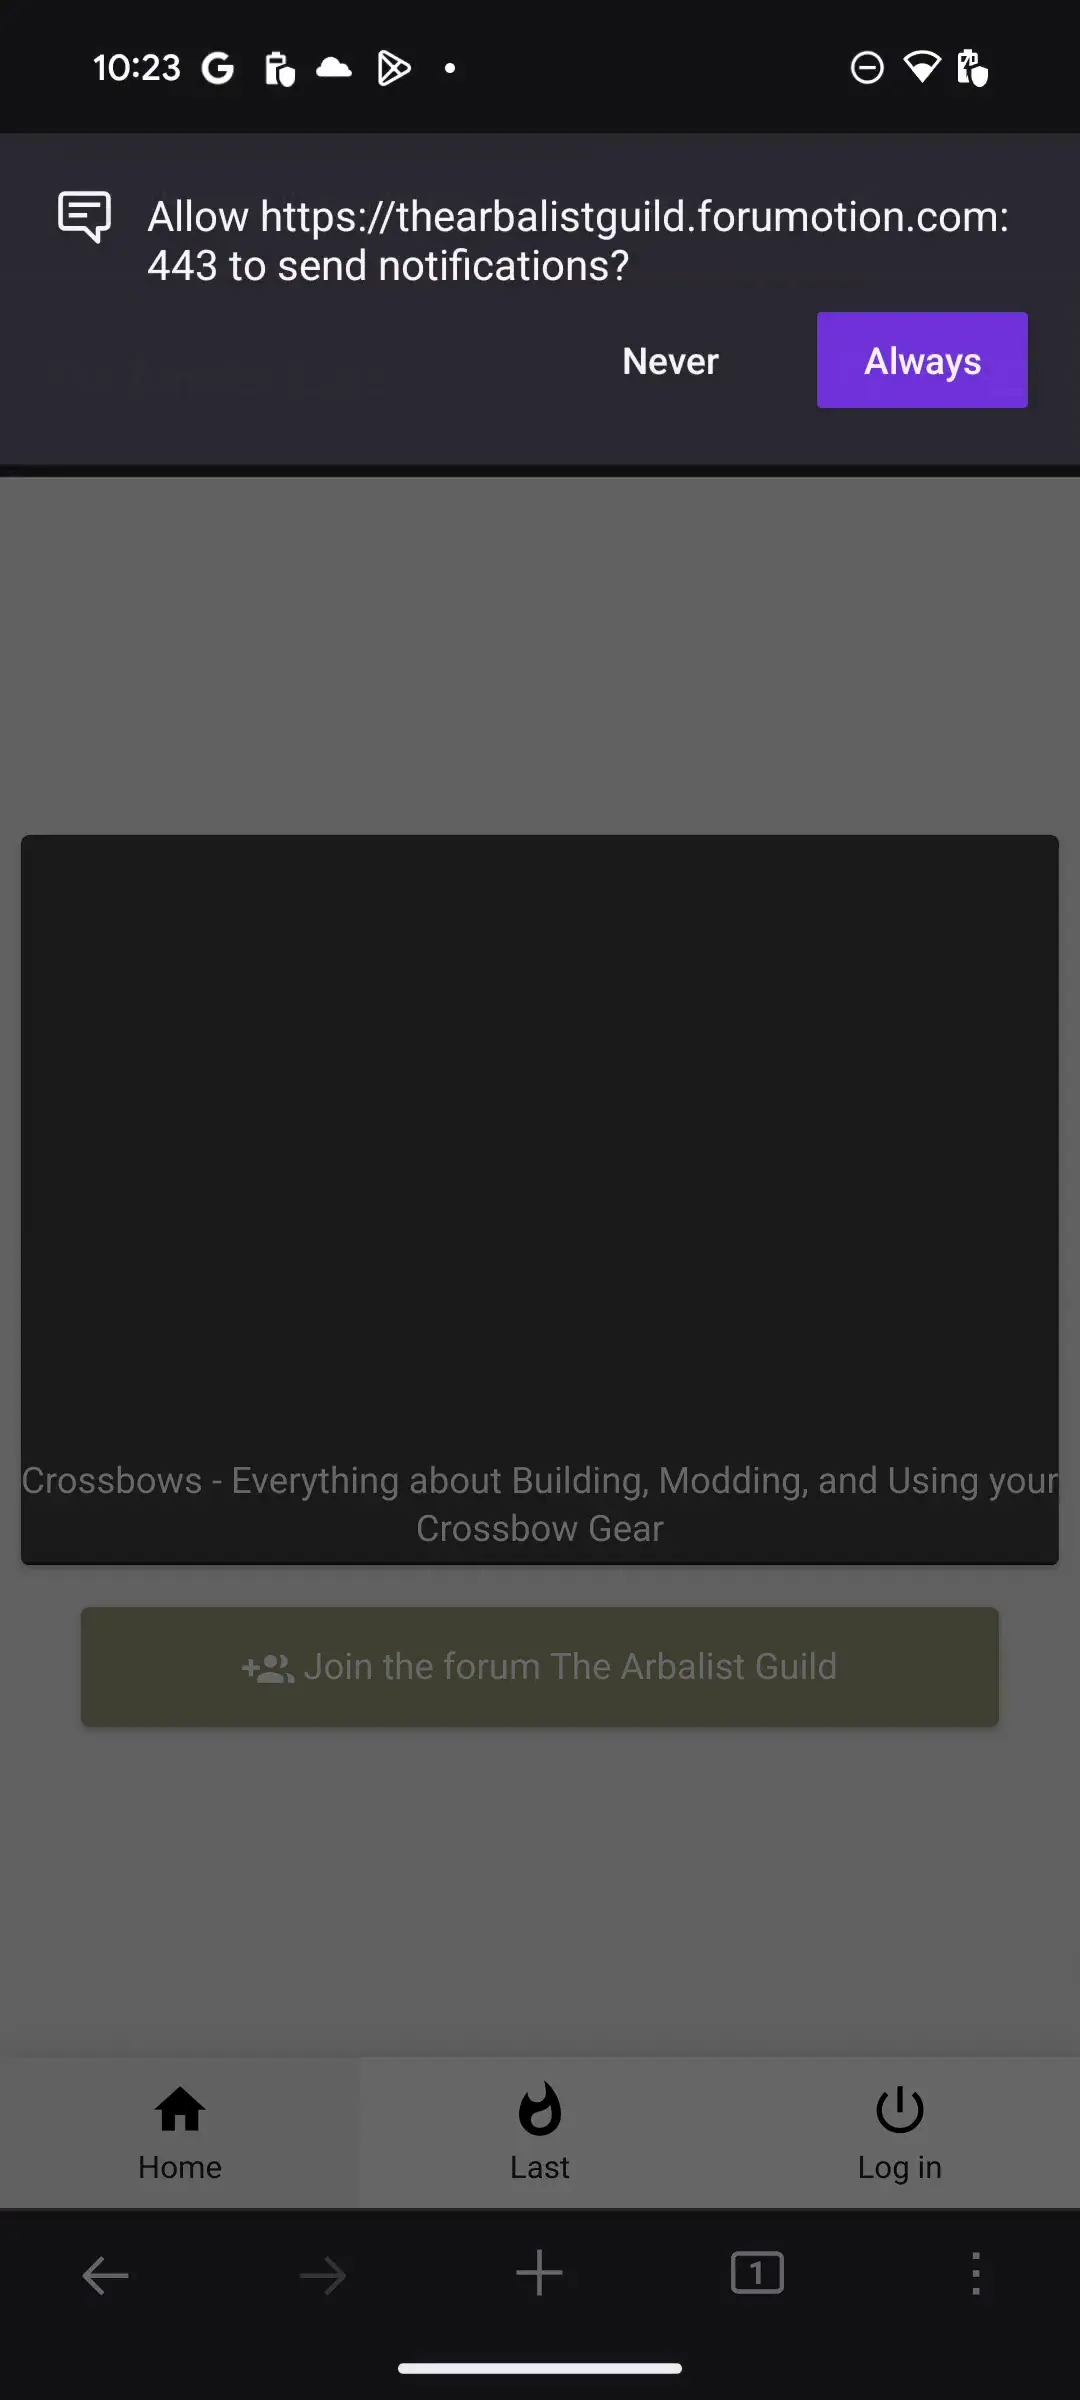 10:23
Allow https://thearbalistguild.forumotion.com:
443 to send notifications?
Never
Always
Crossbows - Everything about Building, Modding, and Using your
Crossbow Gear
Join the forum The Arbalist Guild
Home
Last
Log in
1